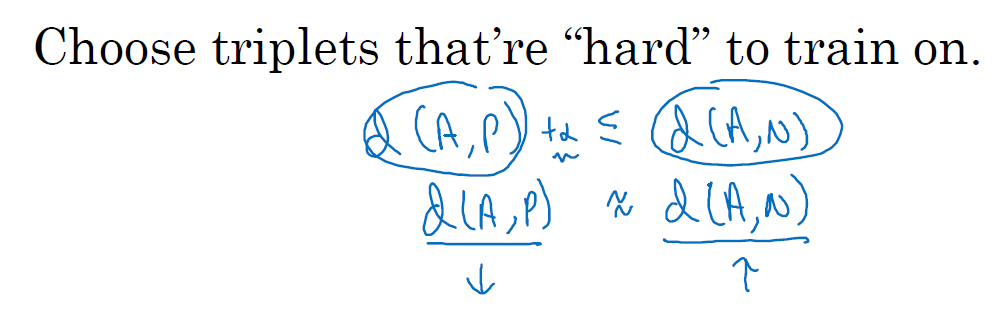 Choose triplets that're “hard” to train on.
d(A,P) +α ≤ d(A,N)
d(A,P) ≈ d(A,N)
↓ ↑